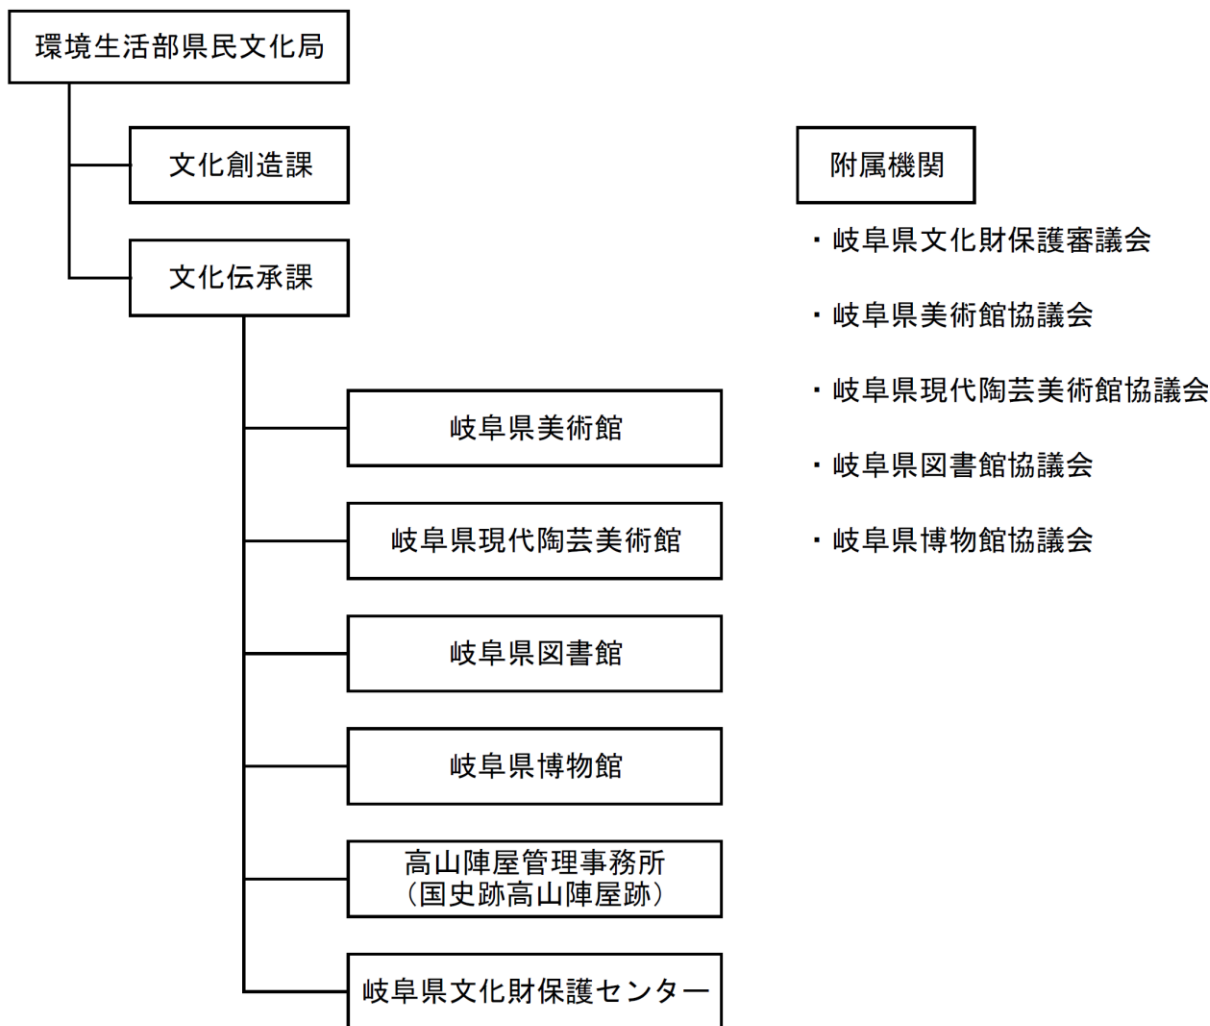 環境生活部県民文化局
文化創造課
文化伝承課
岐阜県美術館
岐阜県現代陶芸美術館
岐阜県図書館
岐阜県博物館
高山陣屋管理事務所
（国史跡高山陣屋跡）
岐阜県文化財保護センター
附属機関
・岐阜県文化財保護審議会
・岐阜県美術館協議会
・岐阜県現代陶芸美術館協議会
・岐阜県図書館協議会
・岐阜県博物館協議会